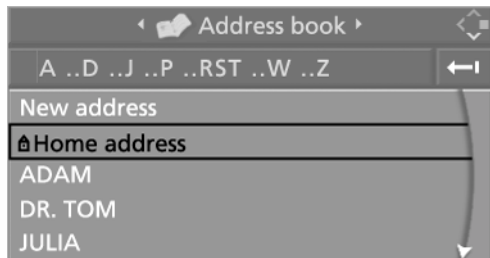 Address book
A ..D ..J ..P ..RST ..W ..Z
New address
Home address
ADAM
DR. TOM
JULIA